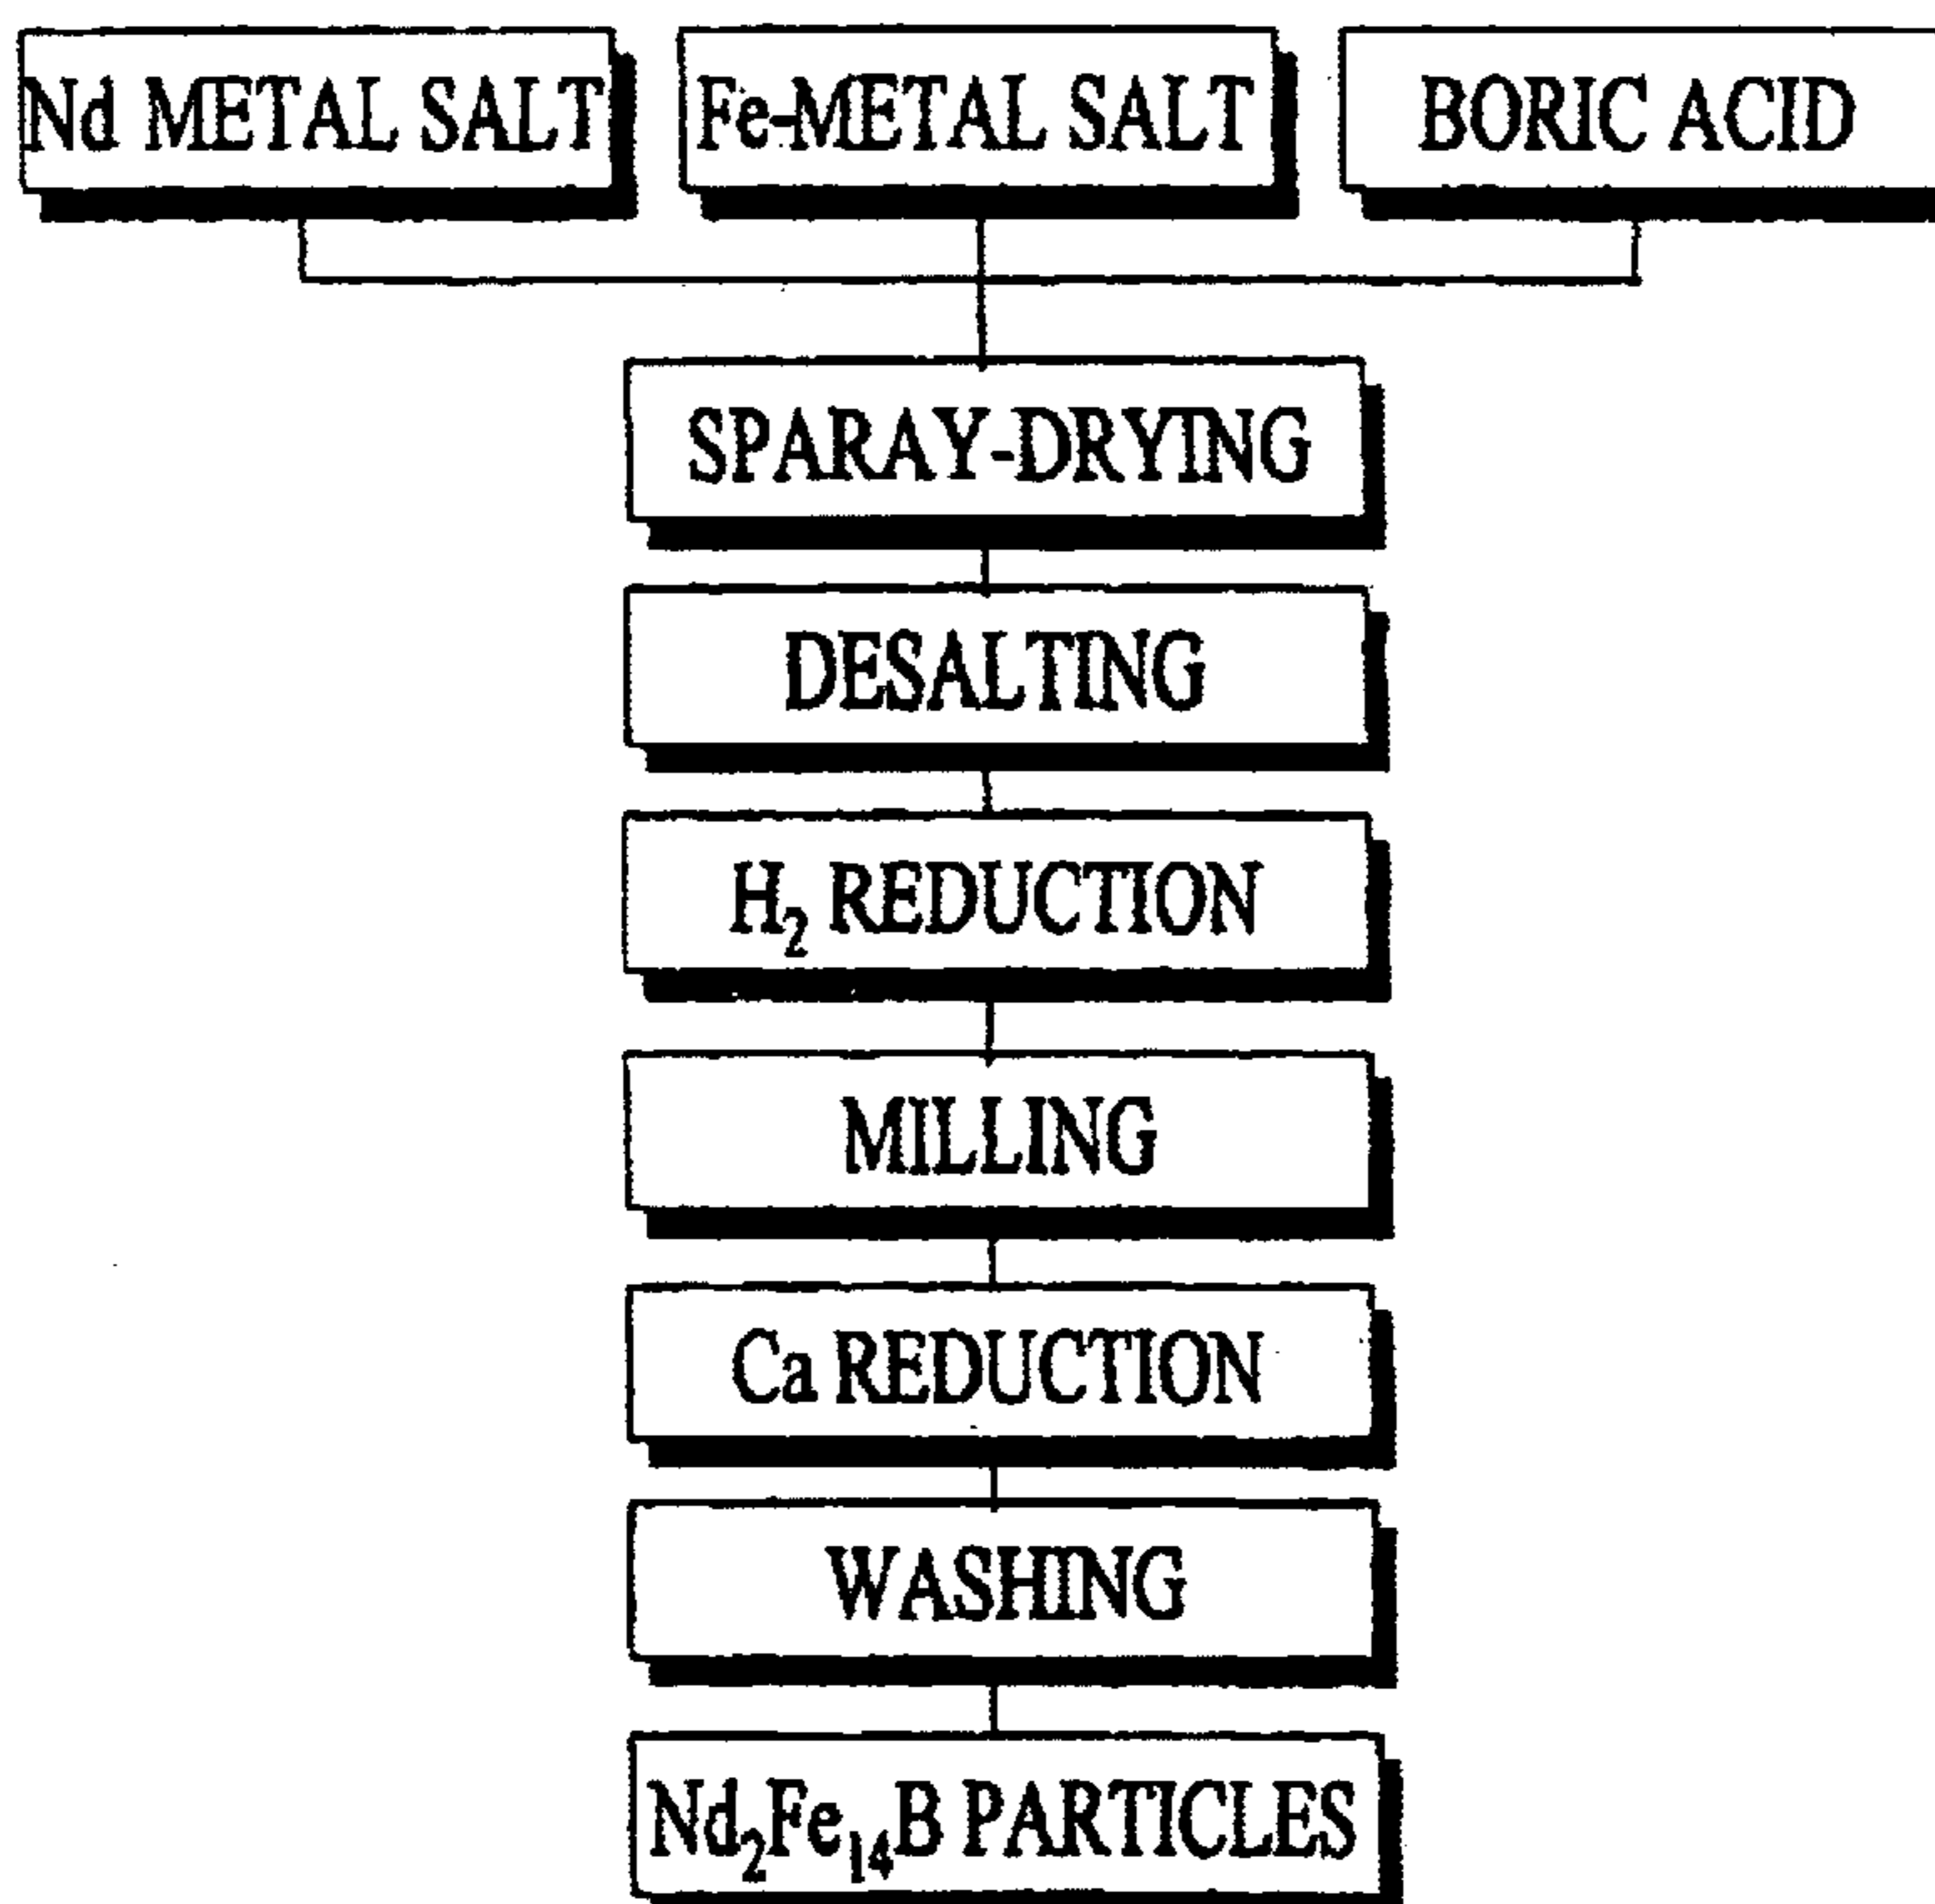 Nd METAL SALT
Fe-METAL SALT
BORIC ACID
SPARAY-DRYING
DESALTING
H₂ REDUCTION
MILLING
Ca REDUCTION
WASHING
Nd₂Fe₁₄B PARTICLES